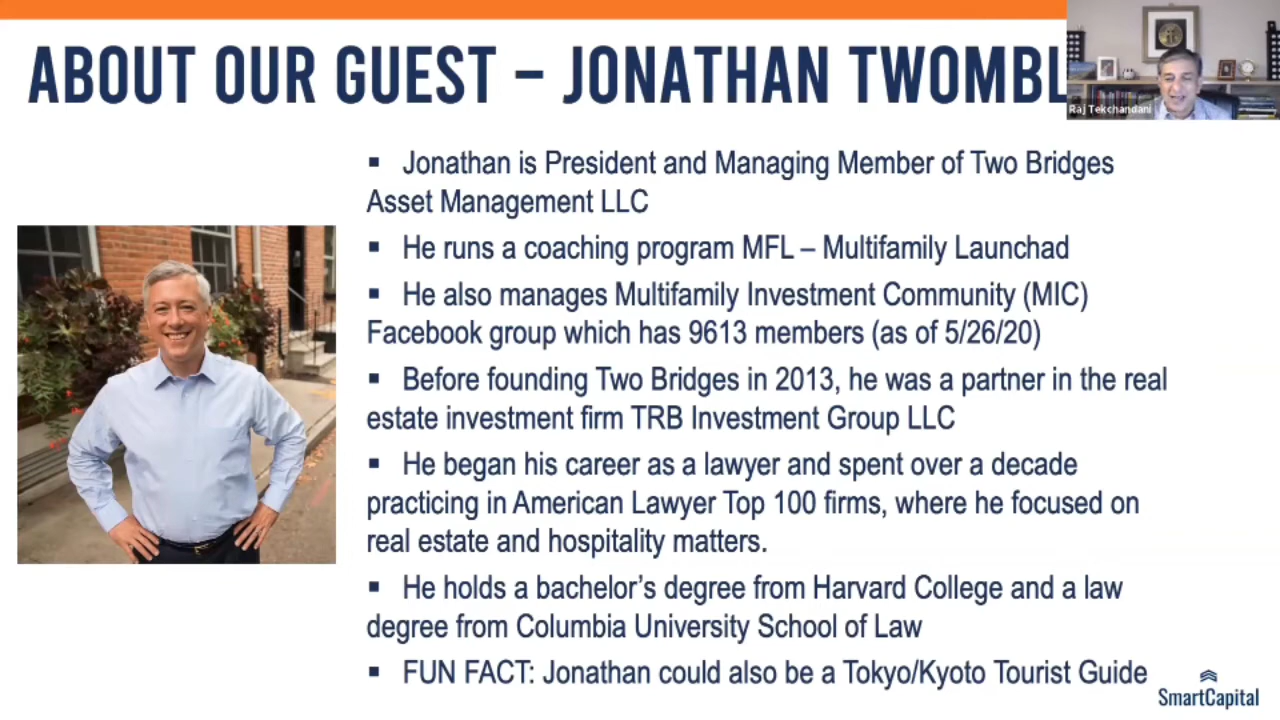 ABOUT OUR GUEST – JONATHAN TWOMBL
Raj Tekchandani
▪ Jonathan is President and Managing Member of Two Bridges
Asset Management LLC
▪ He runs a coaching program MFL – Multifamily Launchad
▪ He also manages Multifamily Investment Community (MIC)
Facebook group which has 9613 members (as of 5/26/20)
▪ Before founding Two Bridges in 2013, he was a partner in the real
estate investment firm TRB Investment Group LLC
▪ He began his career as a lawyer and spent over a decade
practicing in American Lawyer Top 100 firms, where he focused on
real estate and hospitality matters.
▪ He holds a bachelor’s degree from Harvard College and a law
degree from Columbia University School of Law
▪ FUN FACT: Jonathan could also be a Tokyo/Kyoto Tourist Guide
SmartCapital